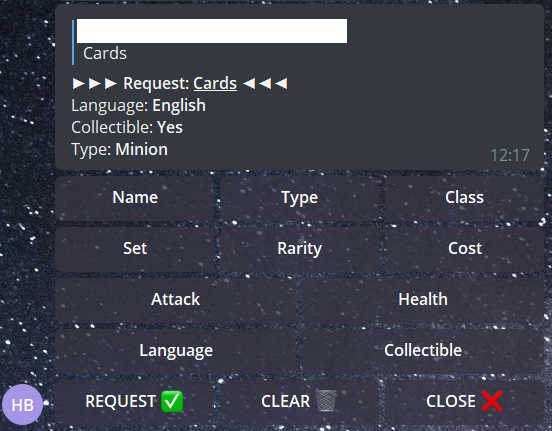 Cards
►►► Request: Cards ◄◄◄
Language: English
Collectible: Yes
Type: Minion
12:17
Name Type Class
Set Rarity Cost
Attack Health
Language Collectible
HB REQUEST ✅ CLEAR 🗑️ CLOSE ❌